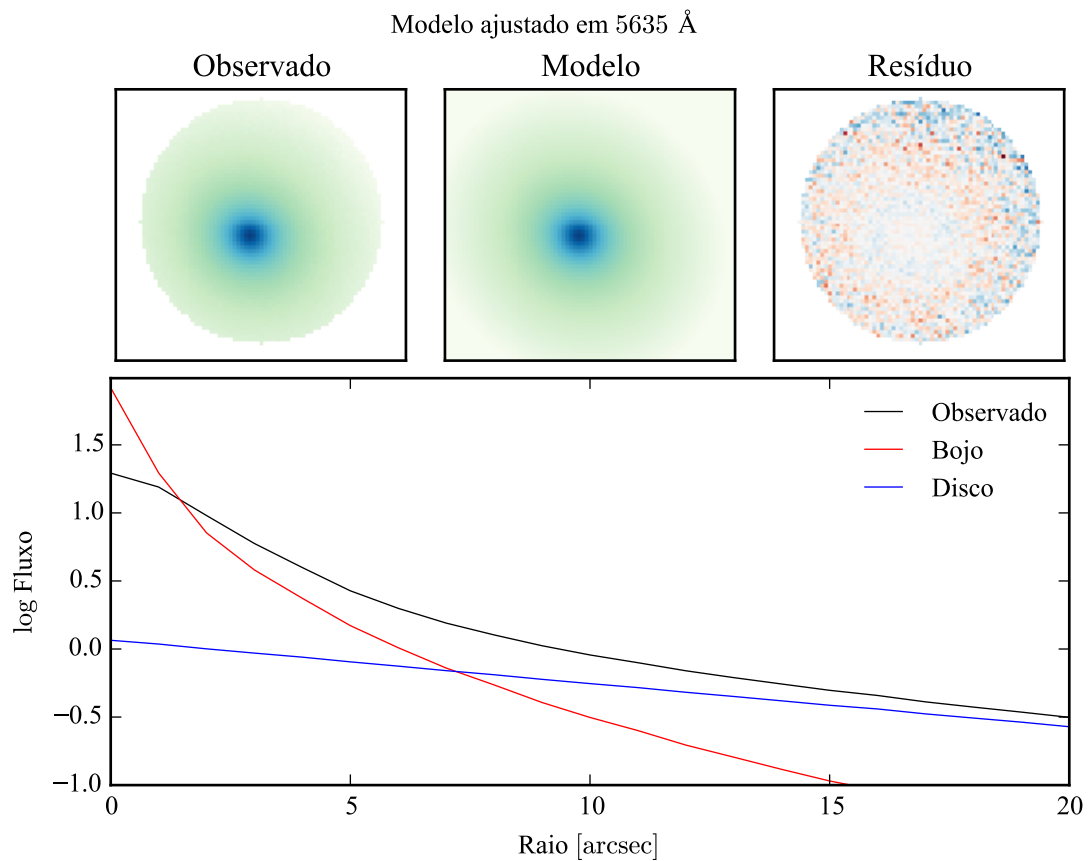 Modelo ajustado em 5635 Å
Observado Modelo Resíduo
Observado
Bojo
Disco
log Fluxo
1.5
1.0
0.5
0.0
−0.5
−1.0
0 5 10 15 20
Raio [arcsec]